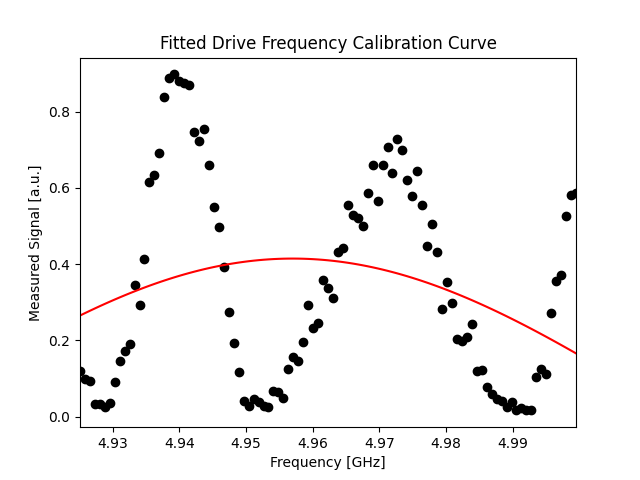 Fitted Drive Frequency Calibration Curve
Measured Signal [a.u.]
0.8
0.6
0.4
0.2
0.0
4.93 4.94 4.95 4.96 4.97 4.98 4.99
Frequency [GHz]